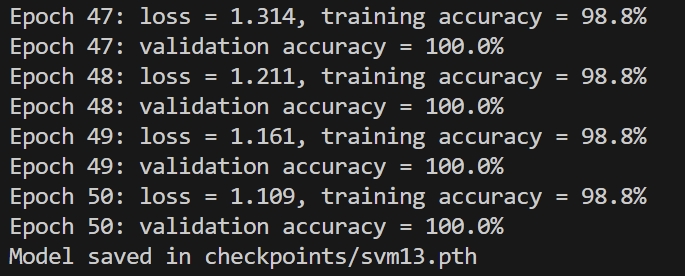 Epoch 47: loss = 1.314, training accuracy = 98.8%
Epoch 47: validation accuracy = 100.0%
Epoch 48: loss = 1.211, training accuracy = 98.8%
Epoch 48: validation accuracy = 100.0%
Epoch 49: loss = 1.161, training accuracy = 98.8%
Epoch 49: validation accuracy = 100.0%
Epoch 50: loss = 1.109, training accuracy = 98.8%
Epoch 50: validation accuracy = 100.0%
Model saved in checkpoints/svm13.pth